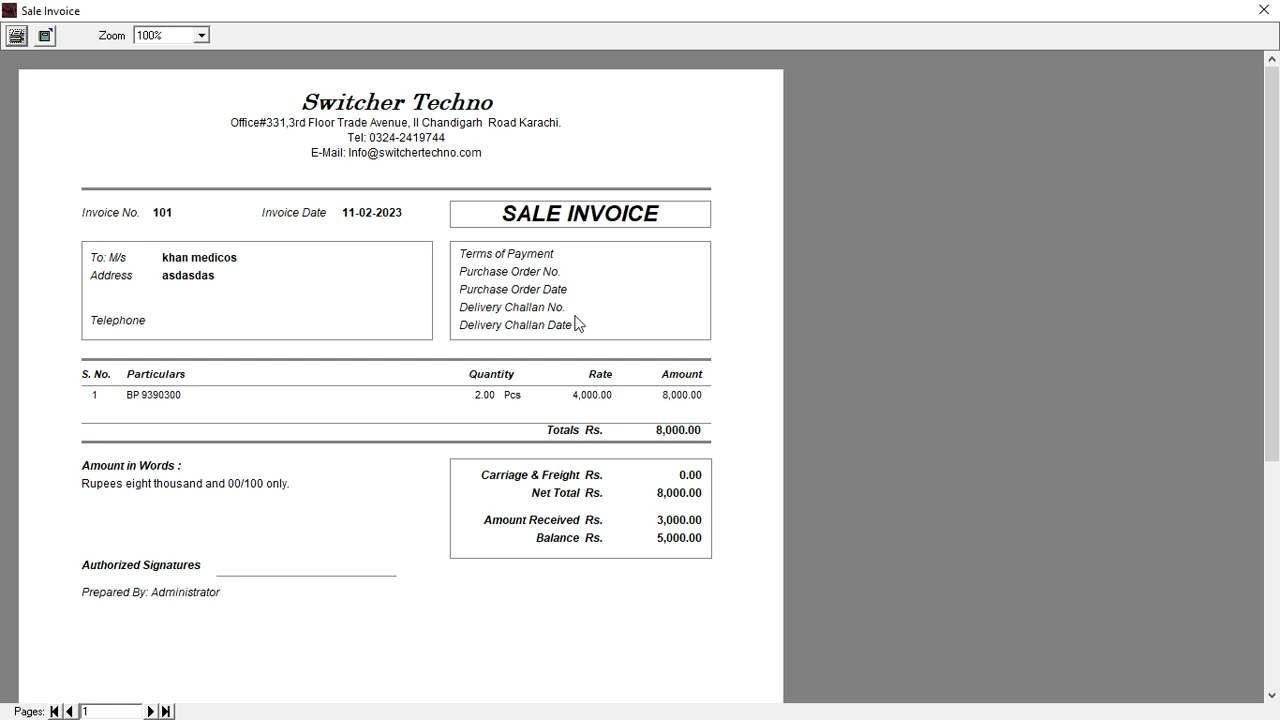 Sale Invoice
Zoom 100%
Switcher Techno
Office#331,3rd Floor Trade Avenue, II Chandigarh Road Karachi.
Tel: 0324-2419744
E-Mail: Info@switchertechno.com
Invoice No. 101 Invoice Date 11-02-2023 SALE INVOICE
To: M/s khan medicos
Address asdasdas
Telephone
Terms of Payment
Purchase Order No.
Purchase Order Date
Delivery Challan No.
Delivery Challan Date
S. No. Particulars Quantity Rate Amount
1 BP 9390300 2.00 Pcs 4,000.00 8,000.00
Totals Rs. 8,000.00
Amount in Words :
Rupees eight thousand and 00/100 only.
Carriage & Freight Rs. 0.00
Net Total Rs. 8,000.00
Amount Received Rs. 3,000.00
Balance Rs. 5,000.00
Authorized Signatures
Prepared By: Administrator
Pages: 1